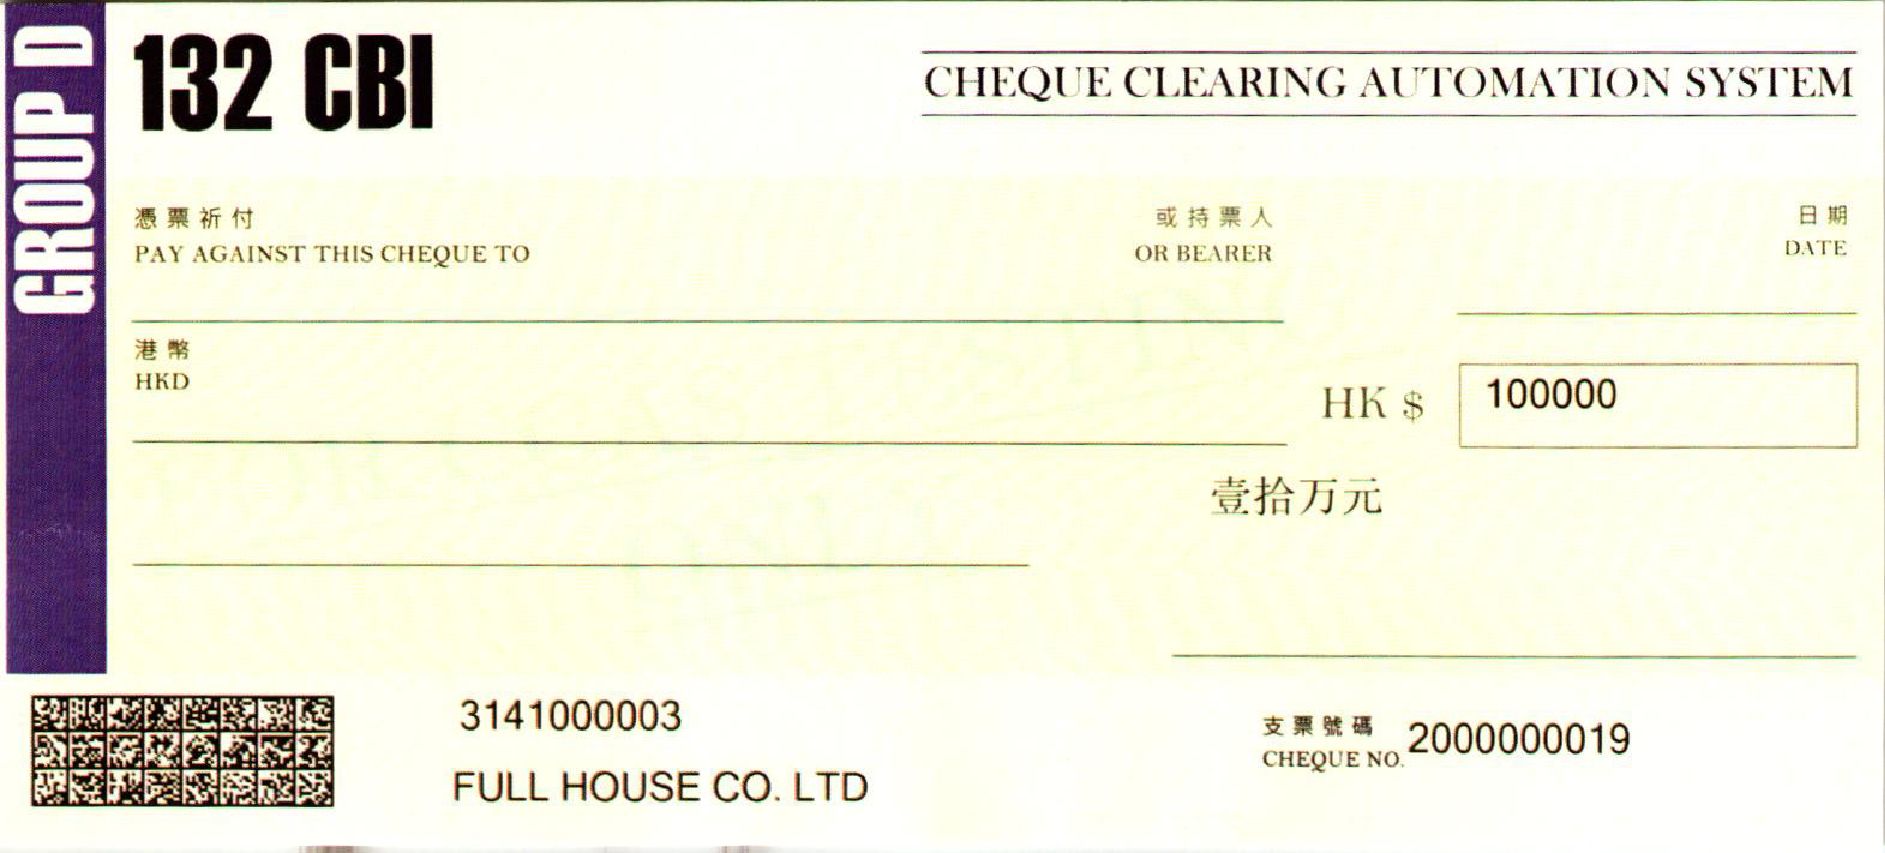 GROUP D
132 CBI
CHEQUE CLEARING AUTOMATION SYSTEM
憑票祈付
PAY AGAINST THIS CHEQUE TO
或持票人
OR BEARER
日期
DATE
港幣
HKD
HK $ 100000
壹拾万元
3141000003
FULL HOUSE CO. LTD
支票號碼
CHEQUE NO. 2000000019